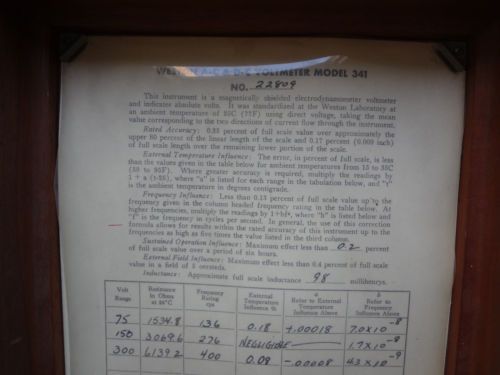 WESTON A-C & D-C VOLTMETER MODEL 341
NO. 22809
This instrument is a magnetically shielded electrodynamometer voltmeter
and indicates absolute volts. It was standardized at the Weston Laboratory at
an ambient temperature of 25C (77F) using direct voltage, taking the mean
value corresponding to the two directions of current flow through the instrument.
Rated Accuracy: 0.25 percent of full scale value over approximately the
upper 80 percent of the linear length of the scale and 0.17 percent (0.009 inch)
of full scale length over the remaining lower portion of the scale.
External Temperature Influence: The error, in percent of full scale, is less
than the values given in the table below for ambient temperatures from 15 to 35C
(59 to 95F). Where greater accuracy is required, multiply the readings by
1 + a (t-25), where "a" is listed for each range in the tabulation below, and "t"
is the ambient temperature in degrees centigrade.
Frequency Influence: Less than 0.13 percent of full scale value up to the
frequency given in the column headed frequency rating in the table below. At
higher frequencies, multiply the readings by 1+bf², where "b" is listed below and
"f" is the frequency in cycles per second. In general, the use of this correction
formula allows for results within the rated accuracy of this instrument up to the
frequencies as high as five times the value listed in the third column.
Sustained Operation Influence: Maximum effect less than 0.2 percent
of full scale value over a period of six hours.
External Field Influence: Maximum effect less than 0.4 percent of full scale
value in a field of 5 oersteds.
Inductance: Approximate full scale inductance 98 millihenrys.
Volt Range Resistance in Ohms at 25°C Frequency Rating cps External Temperature Influence % a Refer to External Temperature Influence Above b Refer to Frequency Influence Above
75 1534.8 136 0.18 +.00018 7.0X10⁻⁸
150 3069.6 276 NEGLIGIBLE 1.7X10⁻⁸
300 6139.2 400 0.08 -.00008 4.3X10⁻⁹